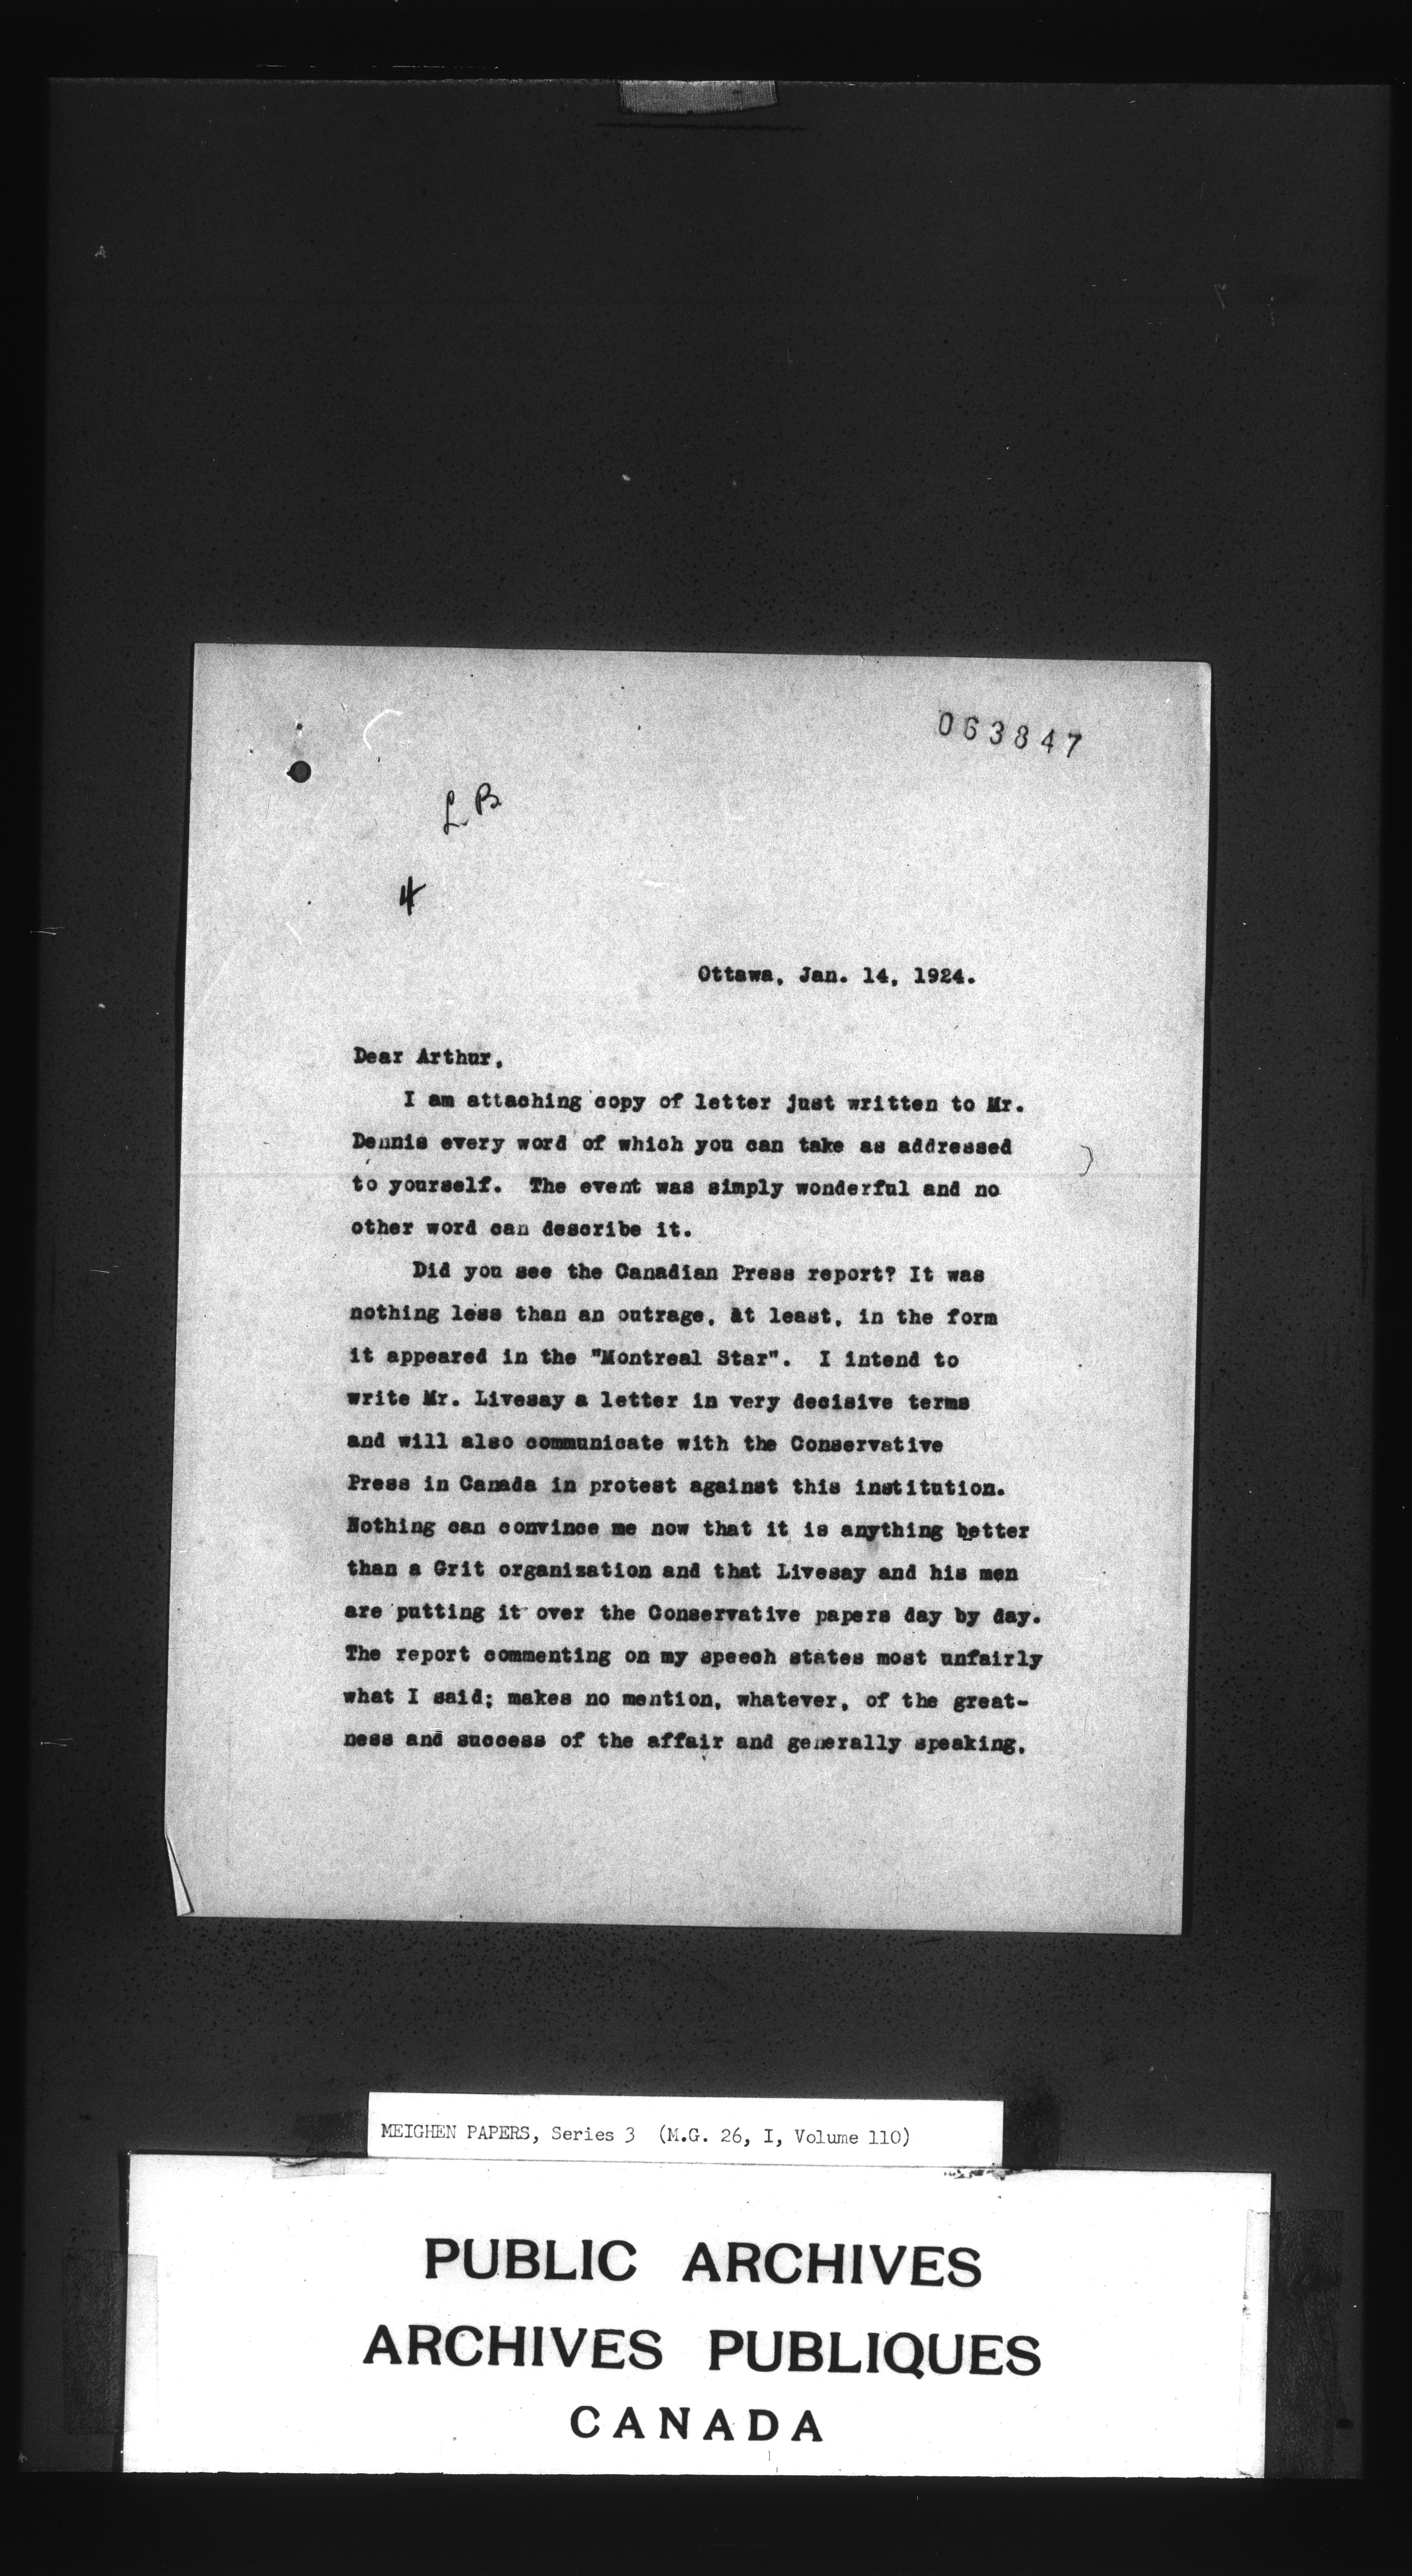 063847
L B
4
Ottawa, Jan. 14, 1924.
Dear Arthur,
I am attaching copy of letter just written to Mr.
Dennis every word of which you can take as addressed
to yourself. The event was simply wonderful and no
other word can describe it.
Did you see the Canadian Press report? It was
nothing less than an outrage, at least, in the form
it appeared in the "Montreal Star". I intend to
write Mr. Livesay a letter in very decisive terms
and will also communicate with the Conservative
Press in Canada in protest against this institution.
Nothing can convince me now that it is anything better
than a Grit organization and that Livesay and his men
are putting it over the Conservative papers day by day.
The report commenting on my speech states most unfairly
what I said; makes no mention, whatever, of the great-
ness and success of the affair and generally speaking,
MEIGHEN PAPERS, Series 3 (M.G. 26, I, Volume 110)
PUBLIC ARCHIVES
ARCHIVES PUBLIQUES
CANADA